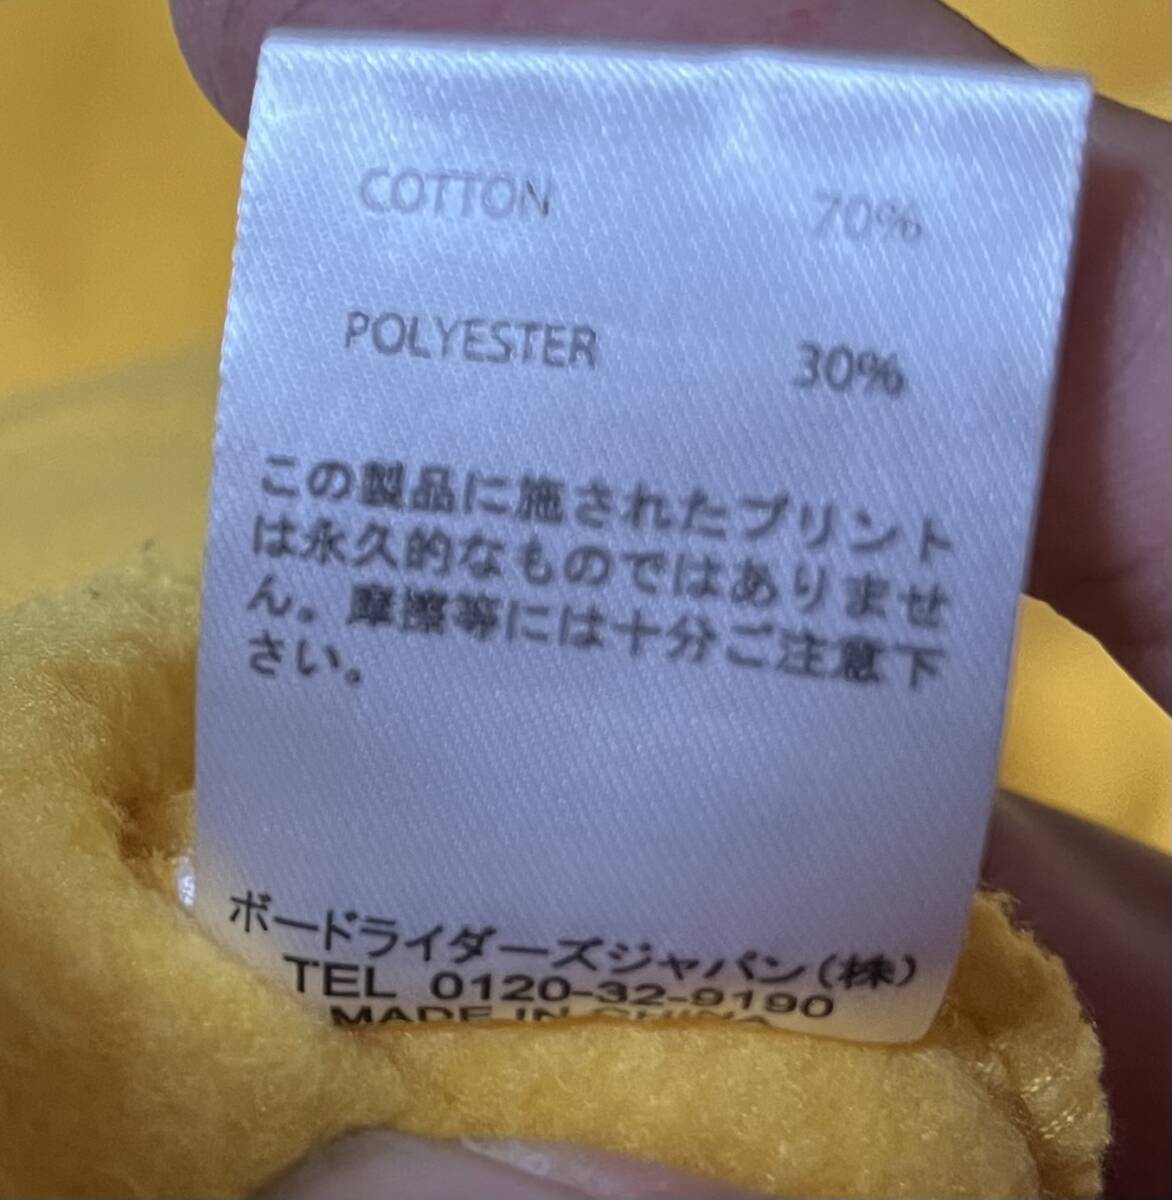 COTTON 70%
POLYESTER 30%
この製品に施されたプリント
は永久的なものではありませ
ん。摩擦等には十分ご注意下
さい。
ボードライダーズジャパン(株)
TEL 0120-32-9190
MADE IN CHINA